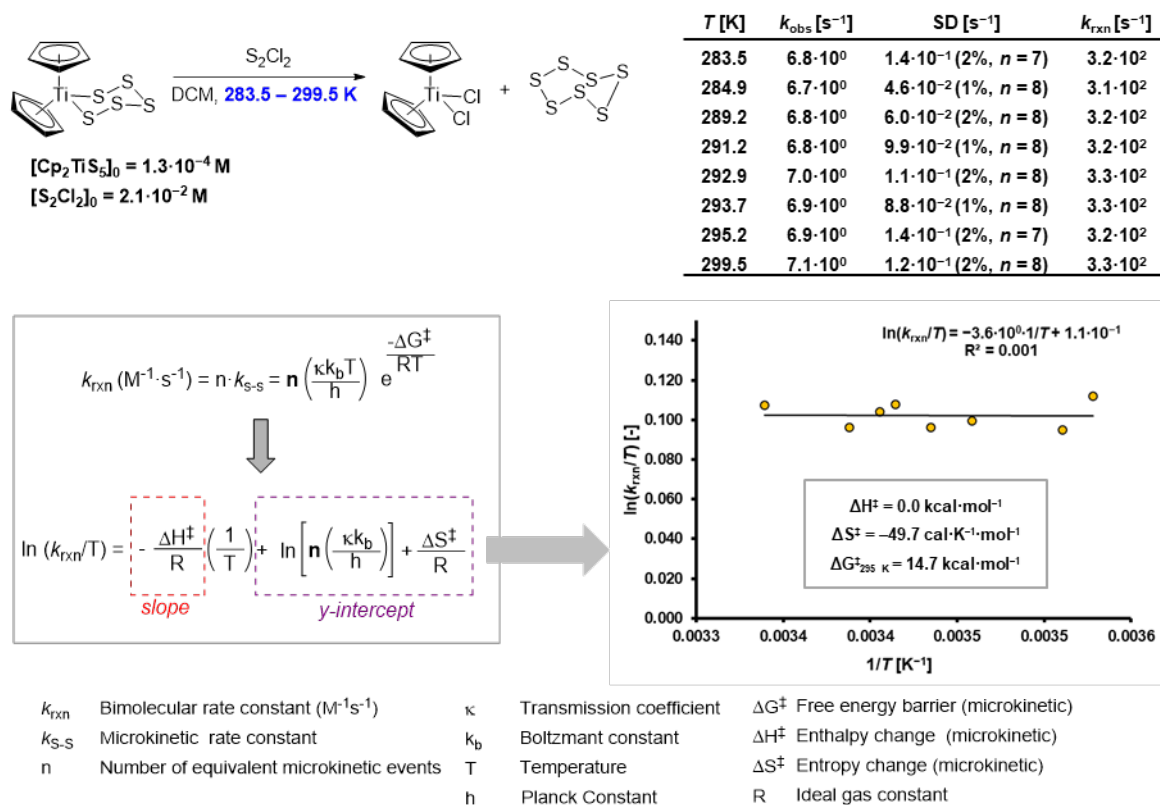 S₂Cl₂
DCM, 283.5 – 299.5 K
Ti S S S S S
Ti Cl Cl
+
S S S S S S S
[Cp₂TiS₅]₀ = 1.3·10⁻⁴ M
[S₂Cl₂]₀ = 2.1·10⁻² M
T [K] k_obs [s⁻¹] SD [s⁻¹] k_rxn [s⁻¹]
283.5 6.8·10⁰ 1.4·10⁻¹ (2%, n = 7) 3.2·10²
284.9 6.7·10⁰ 4.6·10⁻² (1%, n = 8) 3.1·10²
289.2 6.8·10⁰ 6.0·10⁻² (2%, n = 8) 3.2·10²
291.2 6.8·10⁰ 9.9·10⁻² (1%, n = 8) 3.2·10²
292.9 7.0·10⁰ 1.1·10⁻¹ (2%, n = 8) 3.3·10²
293.7 6.9·10⁰ 8.8·10⁻² (1%, n = 8) 3.3·10²
295.2 6.9·10⁰ 1.4·10⁻¹ (2%, n = 7) 3.2·10²
299.5 7.1·10⁰ 1.2·10⁻¹ (2%, n = 8) 3.3·10²
k_rxn (M⁻¹·s⁻¹) = n·k_S-S = n (κk_bT / h) e^(-ΔG‡ / RT)
ln (k_rxn/T) = - ΔH‡/R (1/T) + ln [n (κk_b / h)] + ΔS‡/R
slope
y-intercept
ln(k_rxn/T) = −3.6·10⁰·1/T + 1.1·10⁻¹
R² = 0.001
ln(k_rxn/T) [-]
0.140
0.120
0.100
0.080
0.060
0.040
0.020
0.000
ΔH‡ = 0.0 kcal·mol⁻¹
ΔS‡ = –49.7 cal·K⁻¹·mol⁻¹
ΔG‡₂₉₅ K = 14.7 kcal·mol⁻¹
0.0033 0.0034 0.0034 0.0035 0.0035 0.0036
1/T [K⁻¹]
k_rxn Bimolecular rate constant (M⁻¹s⁻¹)
k_S-S Microkinetic rate constant
n Number of equivalent microkinetic events
κ Transmission coefficient
k_b Boltzmant constant
T Temperature
h Planck Constant
ΔG‡ Free energy barrier (microkinetic)
ΔH‡ Enthalpy change (microkinetic)
ΔS‡ Entropy change (microkinetic)
R Ideal gas constant